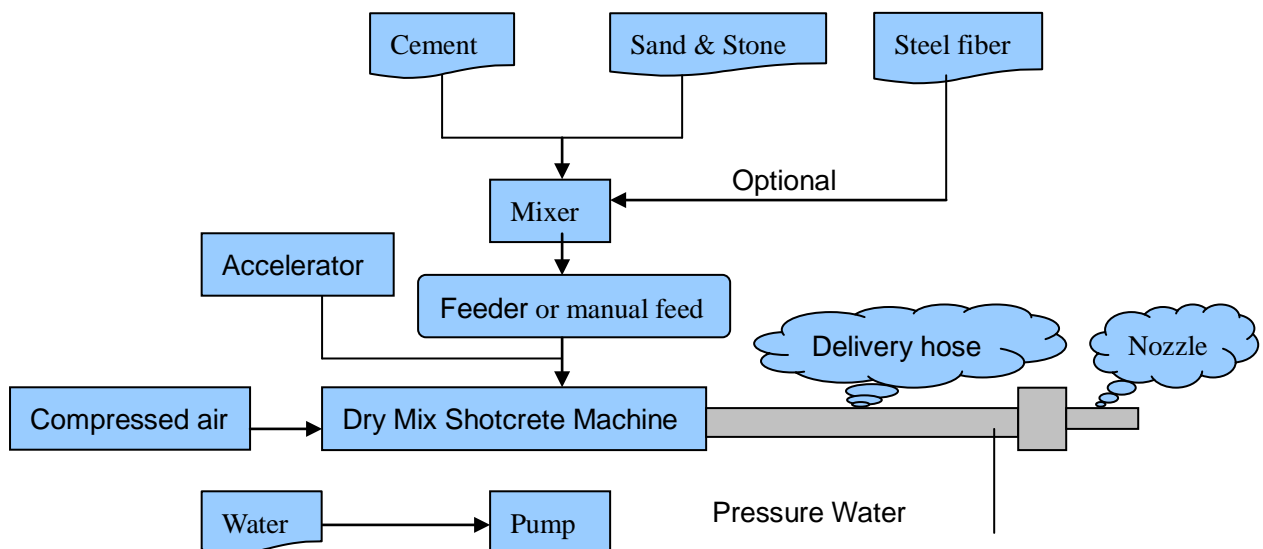 Cement
Sand & Stone
Steel fiber
Optional
Mixer
Accelerator
Feeder or manual feed
Delivery hose
Nozzle
Compressed air
Dry Mix Shotcrete Machine
Water
Pump
Pressure Water